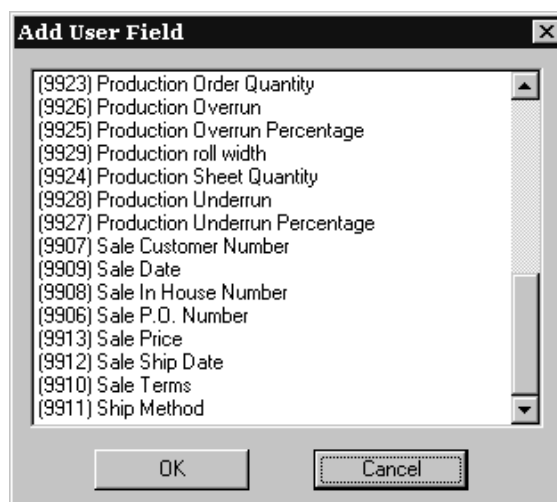 Add User Field
(9923) Production Order Quantity
(9926) Production Overrun
(9925) Production Overrun Percentage
(9929) Production roll width
(9924) Production Sheet Quantity
(9928) Production Underrun
(9927) Production Underrun Percentage
(9907) Sale Customer Number
(9909) Sale Date
(9908) Sale In House Number
(9906) Sale P.O. Number
(9913) Sale Price
(9912) Sale Ship Date
(9910) Sale Terms
(9911) Ship Method
OK Cancel